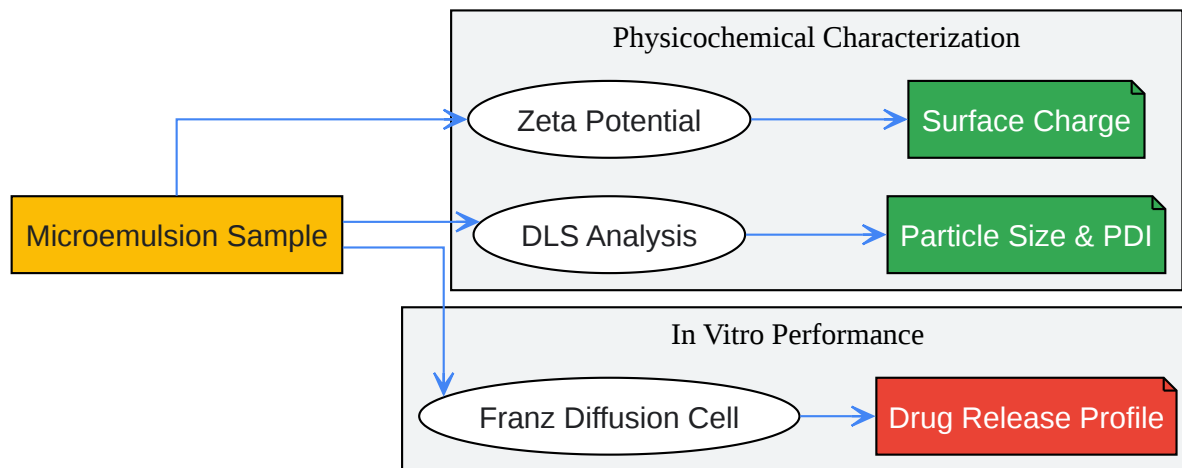 Physicochemical Characterization
Zeta Potential
Surface Charge
Microemulsion Sample
DLS Analysis
Particle Size & PDI
In Vitro Performance
Franz Diffusion Cell
Drug Release Profile